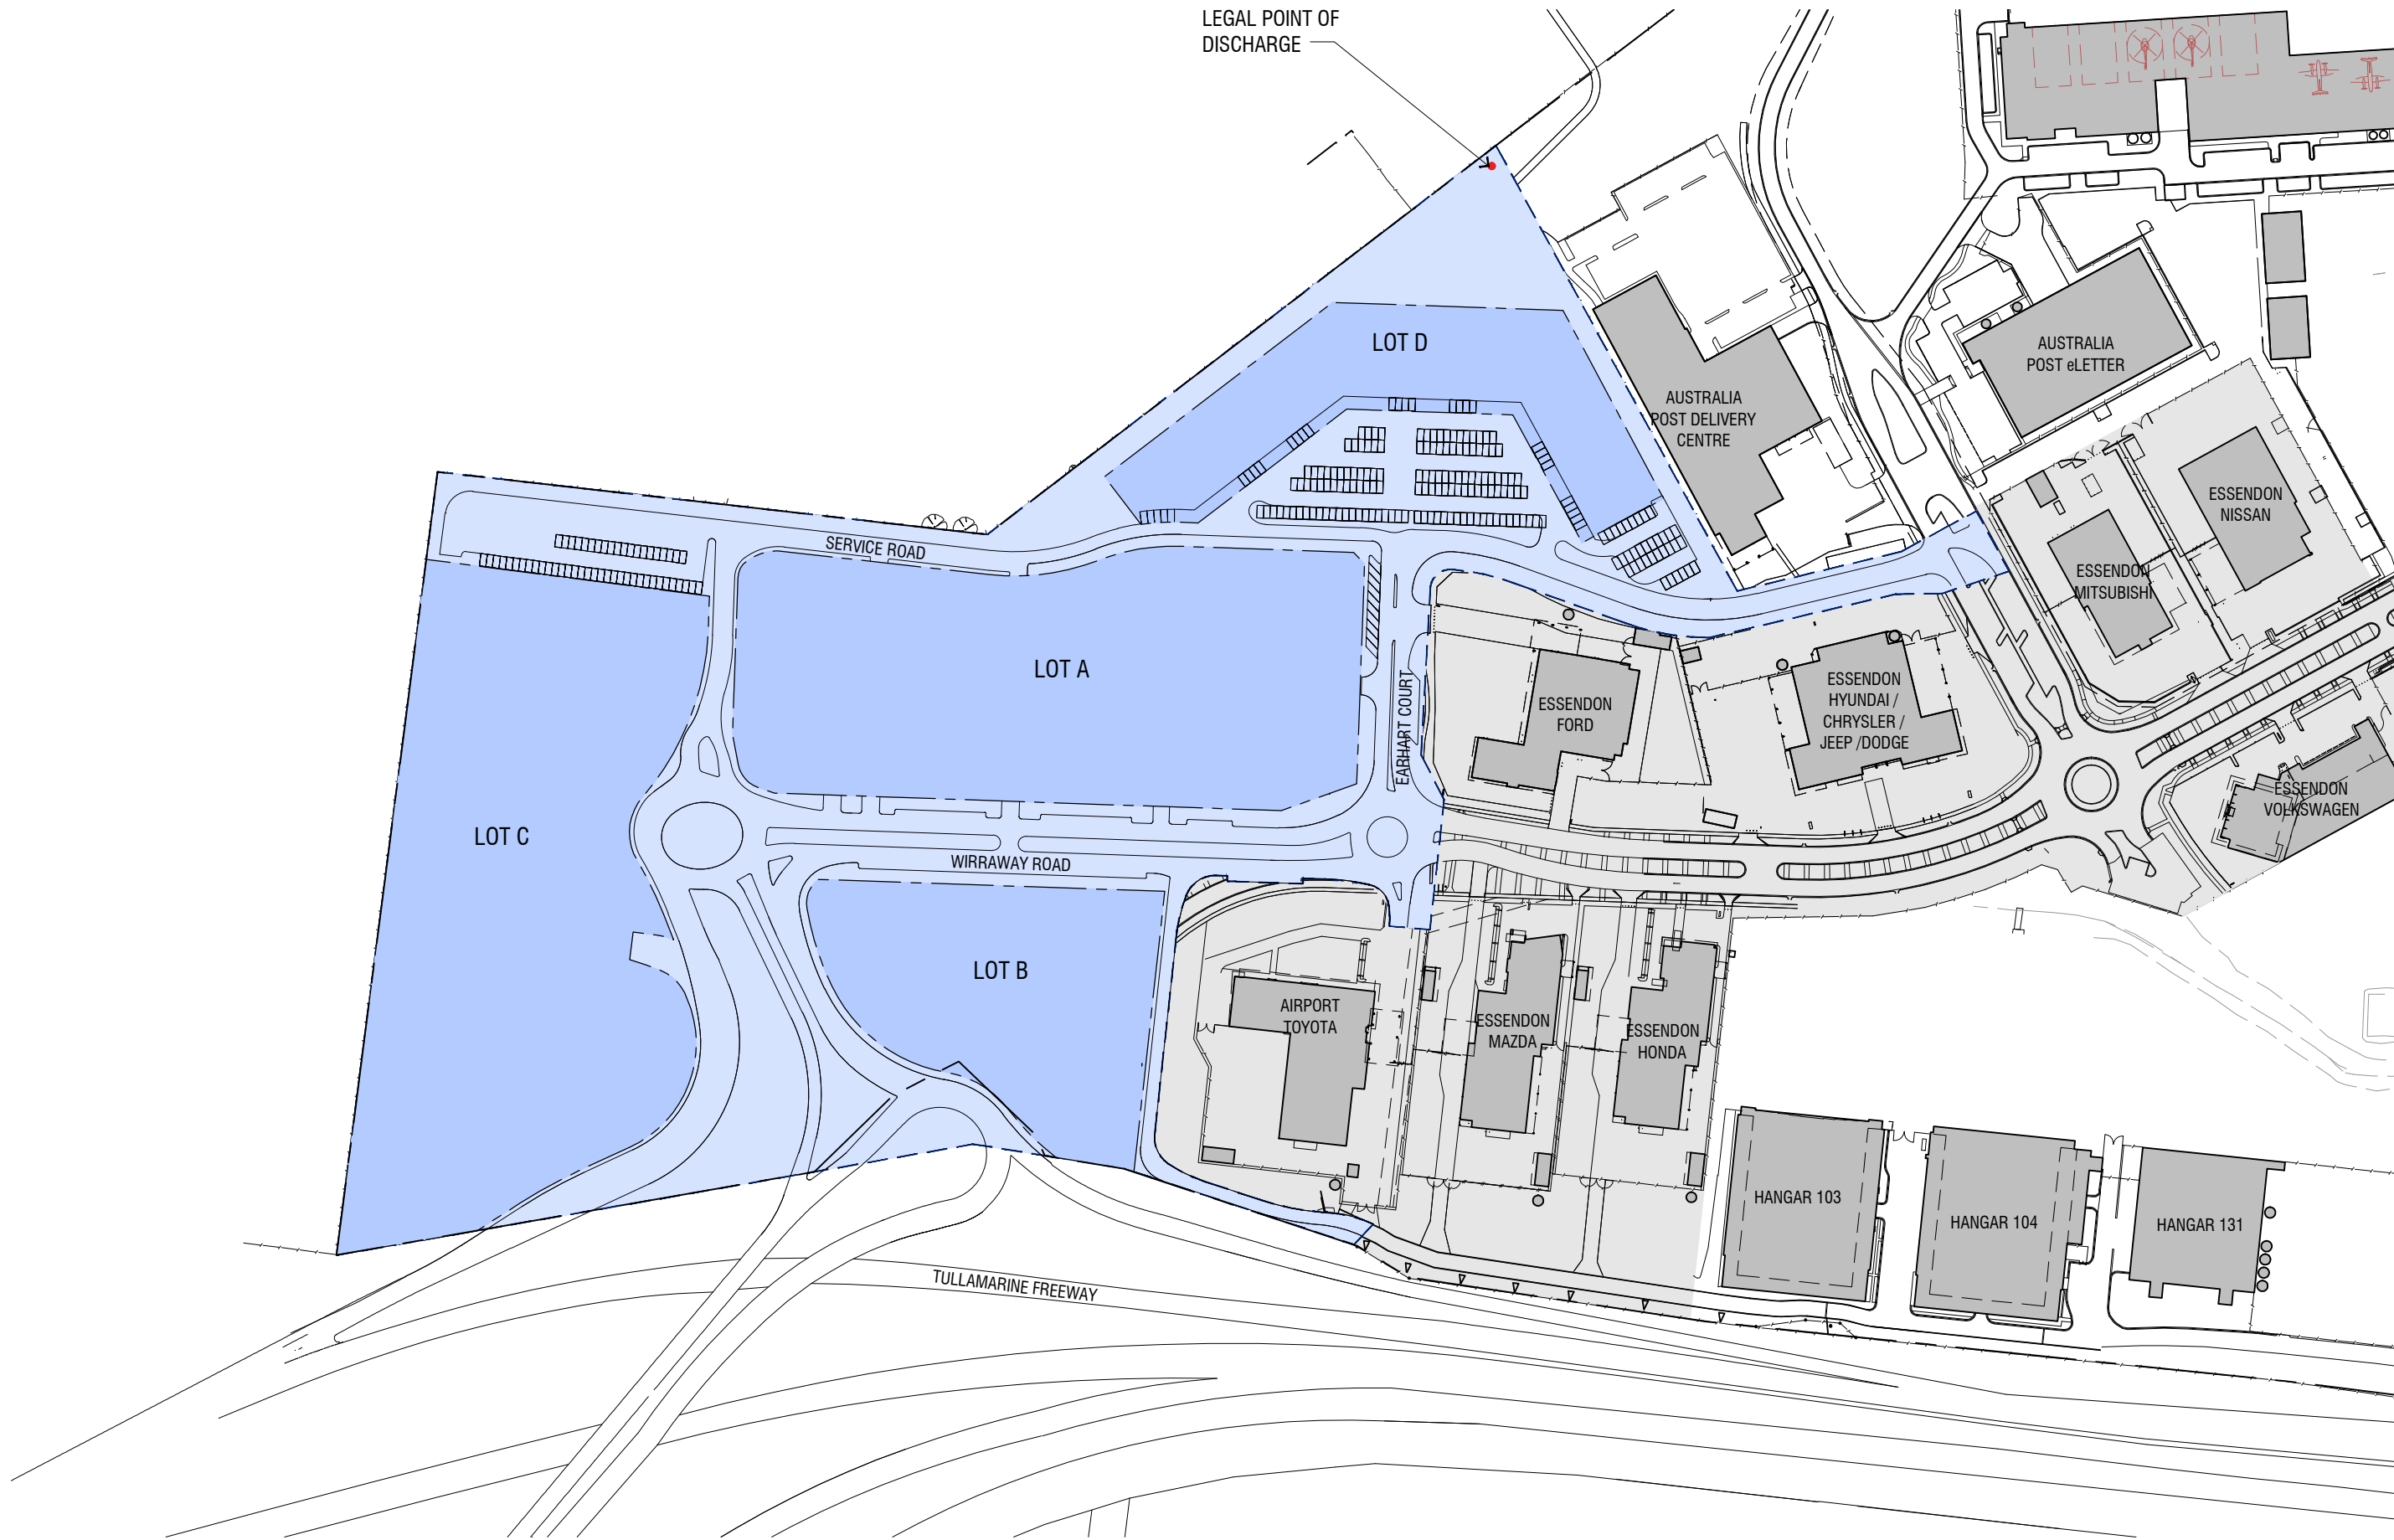 LEGAL POINT OF
DISCHARGE
LOT D
AUSTRALIA
POST eLETTER
AUSTRALIA
POST DELIVERY
CENTRE
ESSENDON
NISSAN
ESSENDON
MITSUBISHI
SERVICE ROAD
LOT A
EARHART COURT
ESSENDON
FORD
ESSENDON
HYUNDAI /
CHRYSLER /
JEEP /DODGE
ESSENDON
VOLKSWAGEN
LOT C
WIRRAWAY ROAD
LOT B
AIRPORT
TOYOTA
ESSENDON
MAZDA
ESSENDON
HONDA
HANGAR 103
HANGAR 104
HANGAR 131
TULLAMARINE FREEWAY